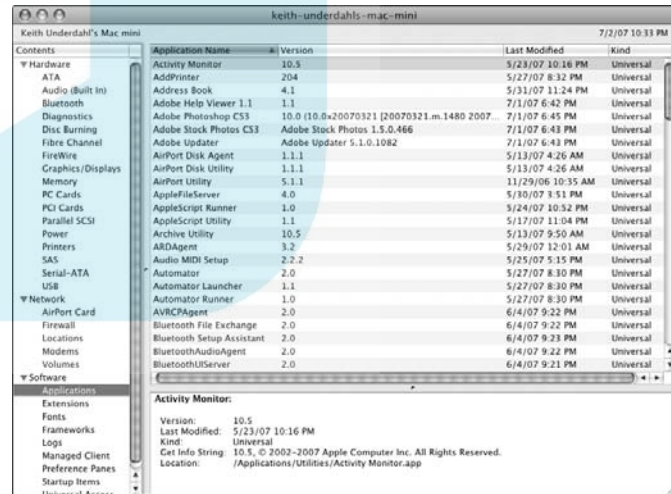 keith-underdahls-mac-mini
Keith Underdahl's Mac mini 7/2/07 10:33 PM
Contents
▼ Hardware
ATA
Audio (Built In)
Bluetooth
Diagnostics
Disc Burning
Fibre Channel
FireWire
Graphics/Displays
Memory
PC Cards
PCI Cards
Parallel SCSI
Power
Printers
SAS
Serial-ATA
USB
▼ Network
AirPort Card
Firewall
Locations
Modems
Volumes
▼ Software
Applications
Extensions
Fonts
Frameworks
Logs
Managed Client
Preference Panes
Startup Items
Universal Access
Application Name Version Last Modified Kind
Activity Monitor 10.5 5/23/07 10:16 PM Universal
AddPrinter 204 5/27/07 8:32 PM Universal
Address Book 4.1 5/31/07 11:24 PM Universal
Adobe Help Viewer 1.1 1.1 7/1/07 6:42 PM Universal
Adobe Photoshop CS3 10.0 (10.0x20070321 [20070321.m.1480 2007... 7/1/07 6:45 PM Universal
Adobe Stock Photos CS3 Adobe Stock Photos 1.5.0.466 7/1/07 6:43 PM Universal
Adobe Updater Adobe Updater 5.1.0.1082 7/1/07 6:43 PM Universal
AirPort Disk Agent 1.1.1 5/13/07 4:26 AM Universal
AirPort Disk Utility 1.1.1 5/13/07 4:26 AM Universal
AirPort Utility 5.1.1 11/29/06 10:35 AM Universal
AppleFileServer 4.0 5/30/07 3:51 PM Universal
AppleScript Runner 1.0 5/24/07 10:52 PM Universal
AppleScript Utility 1.1 5/17/07 11:04 PM Universal
Archive Utility 10.5 5/13/07 9:50 AM Universal
ARDAgent 3.2 5/29/07 12:01 AM Universal
Audio MIDI Setup 2.2.2 5/25/07 5:15 PM Universal
Automator 2.0 5/27/07 8:30 PM Universal
Automator Launcher 1.1 5/27/07 8:30 PM Universal
Automator Runner 1.0 5/27/07 8:30 PM Universal
AVRCPAgent 2.0 6/4/07 9:22 PM Universal
Bluetooth File Exchange 2.0 6/4/07 9:22 PM Universal
Bluetooth Setup Assistant 2.0 6/4/07 9:23 PM Universal
BluetoothAudioAgent 2.0 6/4/07 9:22 PM Universal
BluetoothUIServer 2.0 6/4/07 9:21 PM Universal
Activity Monitor:
Version: 10.5
Last Modified: 5/23/07 10:16 PM
Kind: Universal
Get Info String: 10.5, © 2002-2007 Apple Computer Inc. All Rights Reserved.
Location: /Applications/Utilities/Activity Monitor.app